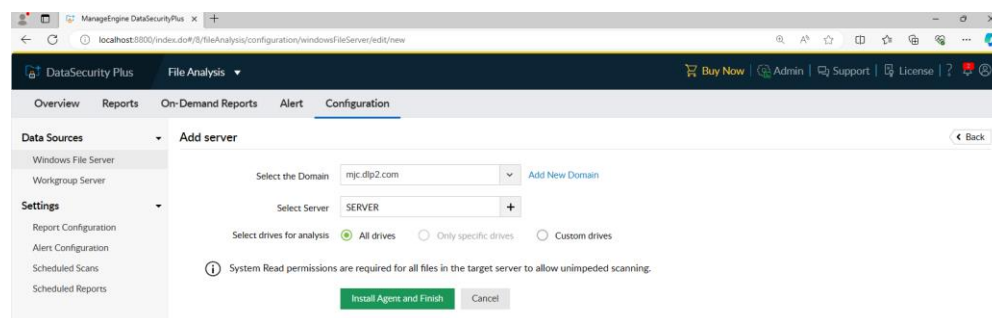 ManageEngine DataSecurityPlus
localhost:8800/index.do#/8/fileAnalysis/configuration/windowsFileServer/edit/new
DataSecurity Plus File Analysis Buy Now Admin Support License ?
Overview Reports On-Demand Reports Alert Configuration
Data Sources
Windows File Server
Workgroup Server
Settings
Report Configuration
Alert Configuration
Scheduled Scans
Scheduled Reports
Add server Back
Select the Domain mjc.dlp2.com Add New Domain
Select Server SERVER
Select drives for analysis All drives Only specific drives Custom drives
System Read permissions are required for all files in the target server to allow unimpeded scanning.
Install Agent and Finish Cancel